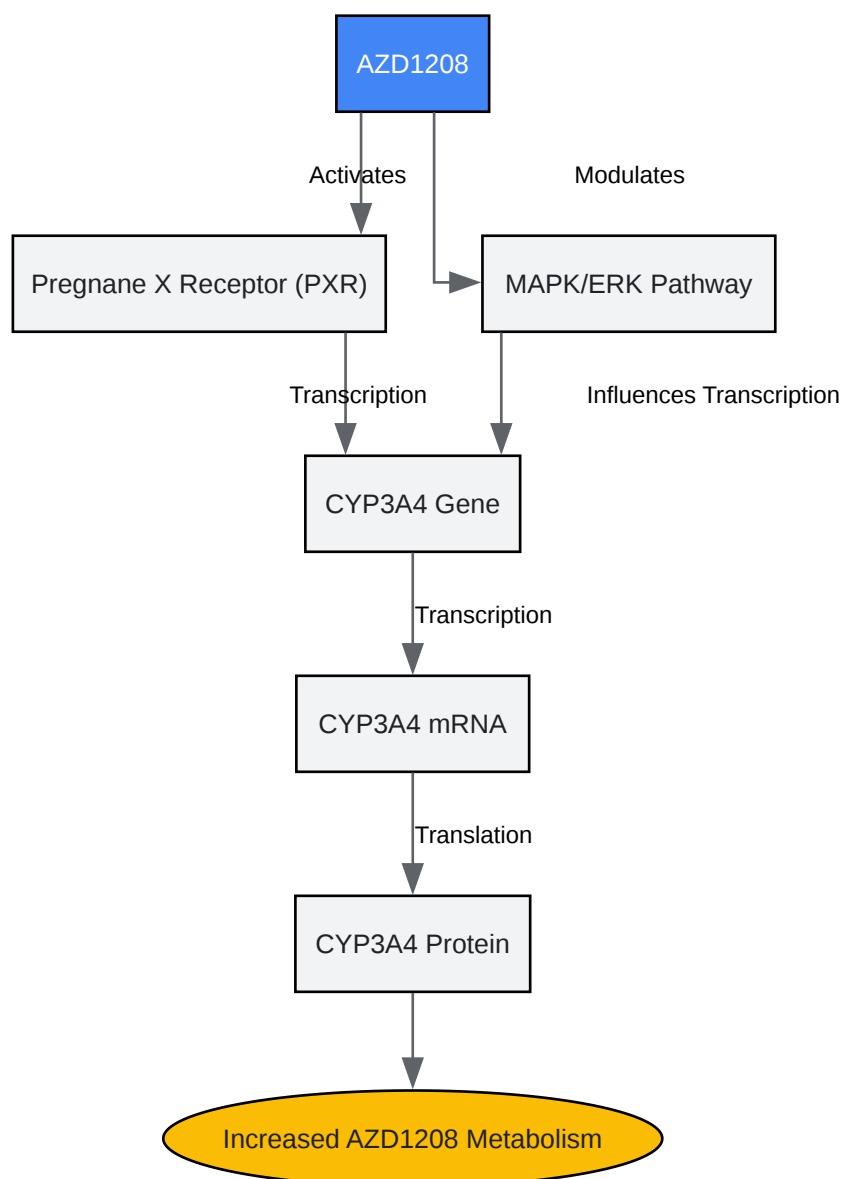 AZD1208
Activates
Modulates
Pregnane X Receptor (PXR)
MAPK/ERK Pathway
Transcription
Influences Transcription
CYP3A4 Gene
Transcription
CYP3A4 mRNA
Translation
CYP3A4 Protein
Increased AZD1208 Metabolism